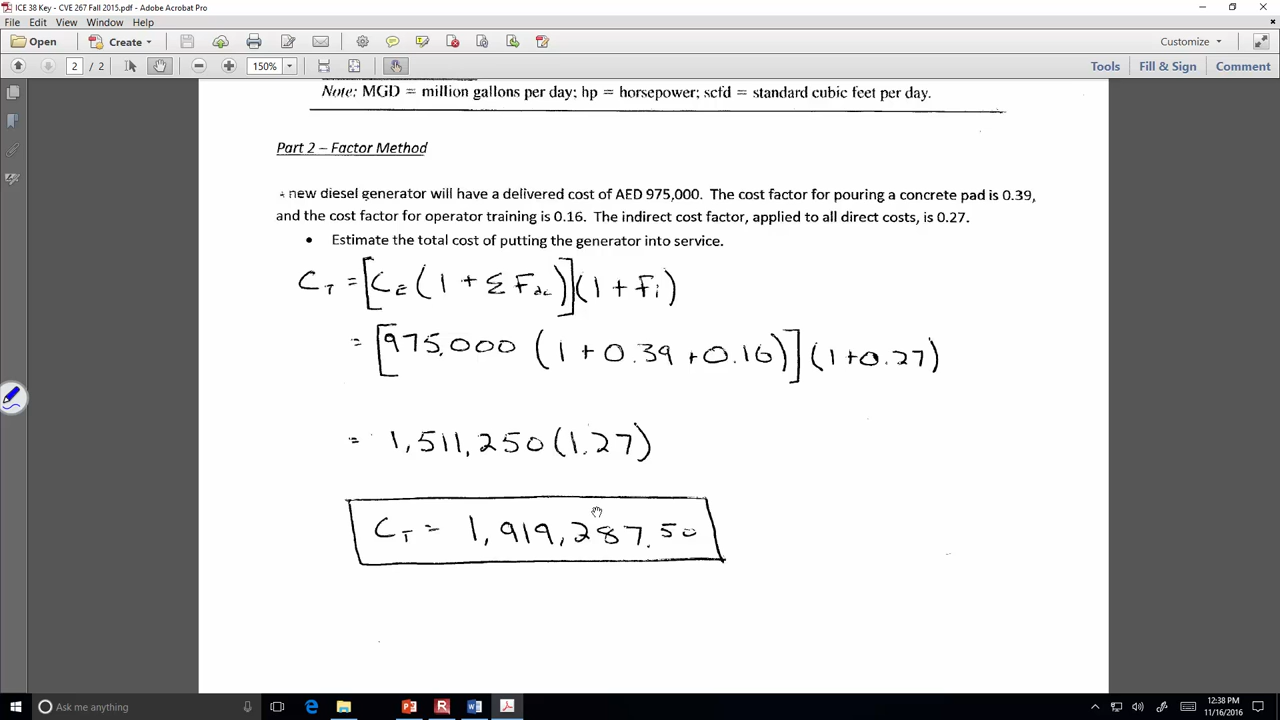 ICE 38 Key - CVE 267 Fall 2015.pdf - Adobe Acrobat Pro
File Edit View Window Help
Open Create Customize
2 / 2 150% Tools Fill & Sign Comment
Note: MGD = million gallons per day; hp = horsepower; scfd = standard cubic feet per day.
Part 2 – Factor Method
new diesel generator will have a delivered cost of AED 975,000. The cost factor for pouring a concrete pad is 0.39,
and the cost factor for operator training is 0.16. The indirect cost factor, applied to all direct costs, is 0.27.
• Estimate the total cost of putting the generator into service.
C_T = [C_E (1 + Σ F_dc)](1 + Fi)
= [975,000 (1 + 0.39 + 0.16)](1+0.27)
= 1,511,250(1.27)
C_T = 1,919,287.50
Ask me anything
12:38 PM
11/16/2016